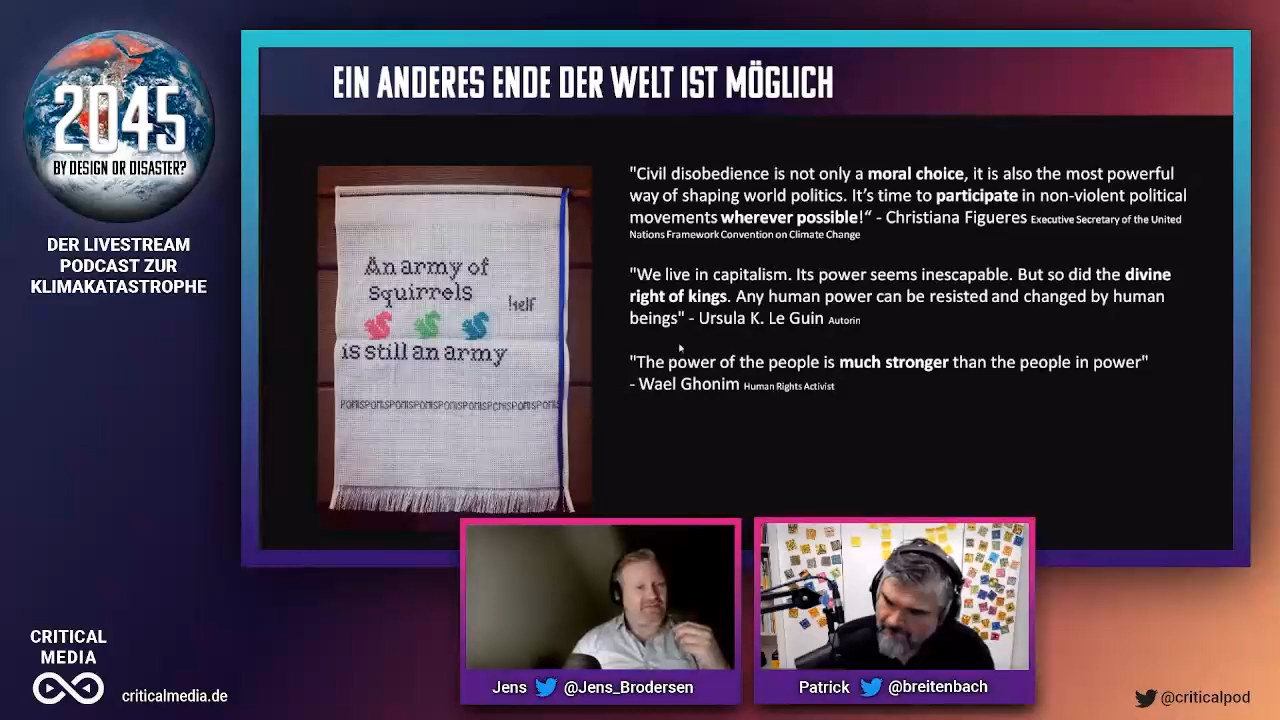 2045
BY DESIGN OR DISASTER?
DER LIVESTREAM
PODCAST ZUR
KLIMAKATASTROPHE
EIN ANDERES ENDE DER WELT IST MÖGLICH
An army of
squirrels
!self
is still an army
"Civil disobedience is not only a moral choice, it is also the most powerful
way of shaping world politics. It’s time to participate in non-violent political
movements wherever possible!“ - Christiana Figueres Executive Secretary of the United
Nations Framework Convention on Climate Change
"We live in capitalism. Its power seems inescapable. But so did the divine
right of kings. Any human power can be resisted and changed by human
beings" - Ursula K. Le Guin Autorin
"The power of the people is much stronger than the people in power"
- Wael Ghonim Human Rights Activist
Jens @Jens_Brodersen
Patrick @breitenbach
CRITICAL
MEDIA
criticalmedia.de
@criticalpod